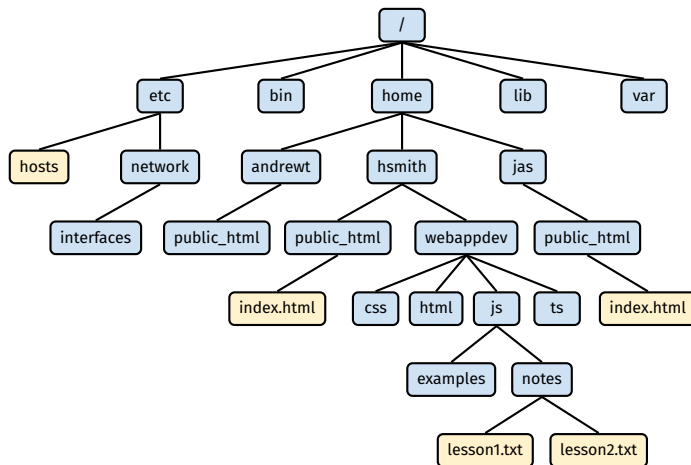 /
etc bin home lib var
hosts network andrewt hsmith jas
interfaces public_html public_html webappdev public_html
index.html css html js ts index.html
examples notes
lesson1.txt lesson2.txt